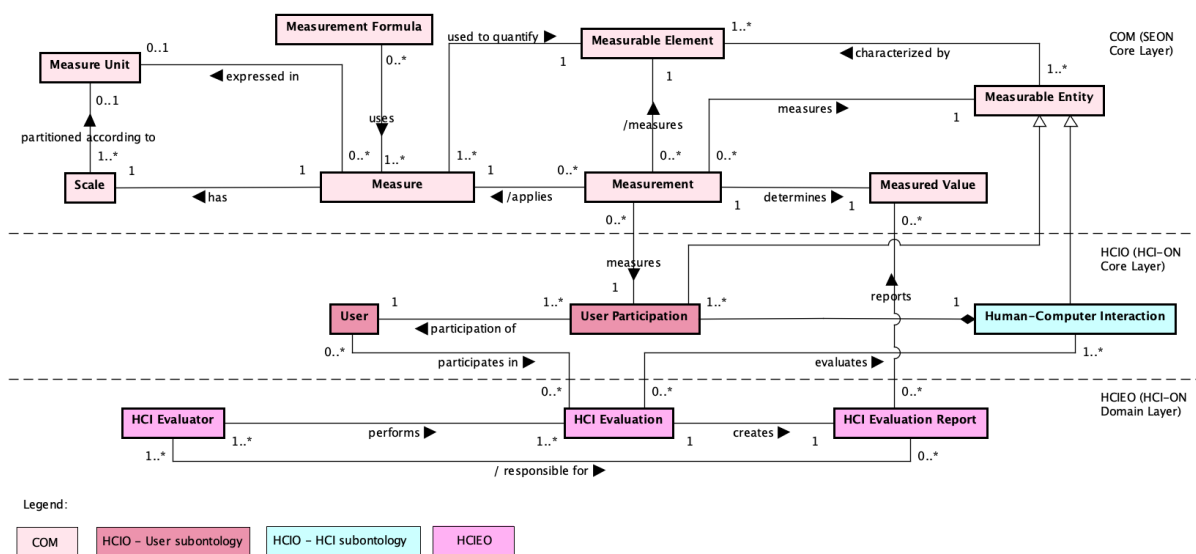 Measurement Formula
used to quantify
Measurable Element
1..*
COM (SEON
Core Layer)
0..1
1
characterized by
Measure Unit
0..*
1
1..*
expressed in
Measurable Entity
0..1
uses
/measures
measures
1
partitioned according to
1..*
0..*
1..*
1..*
0..*
0..*
0..*
Scale
1
has
1
Measure
1
/applies
Measurement
1
determines
1
Measured Value
0..*
0..*
HCIO (HCI-ON
Core Layer)
measures
1
1..*
1..*
1
reports
User
1
participation of
User Participation
Human-Computer Interaction
0..*
participates in
evaluates
1..*
0..*
0..*
0..*
HCIEO (HCI-ON
Domain Layer)
HCI Evaluator
1..*
performs
1..*
HCI Evaluation
1
creates
1
HCI Evaluation Report
1..*
/ responsible for
0..*
Legend:
COM
HCIO - User subontology
HCIO - HCI subontology
HCIEO